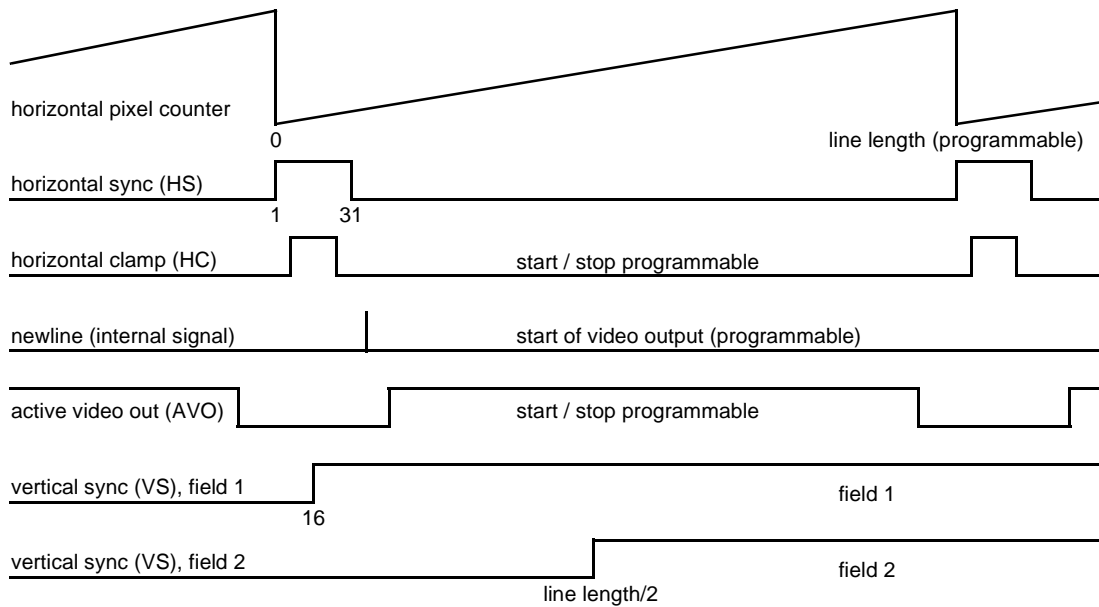 horizontal pixel counter
0
line length (programmable)
horizontal sync (HS)
1
31
horizontal clamp (HC)
start / stop programmable
newline (internal signal)
start of video output (programmable)
active video out (AVO)
start / stop programmable
vertical sync (VS), field 1
field 1
16
vertical sync (VS), field 2
field 2
line length/2